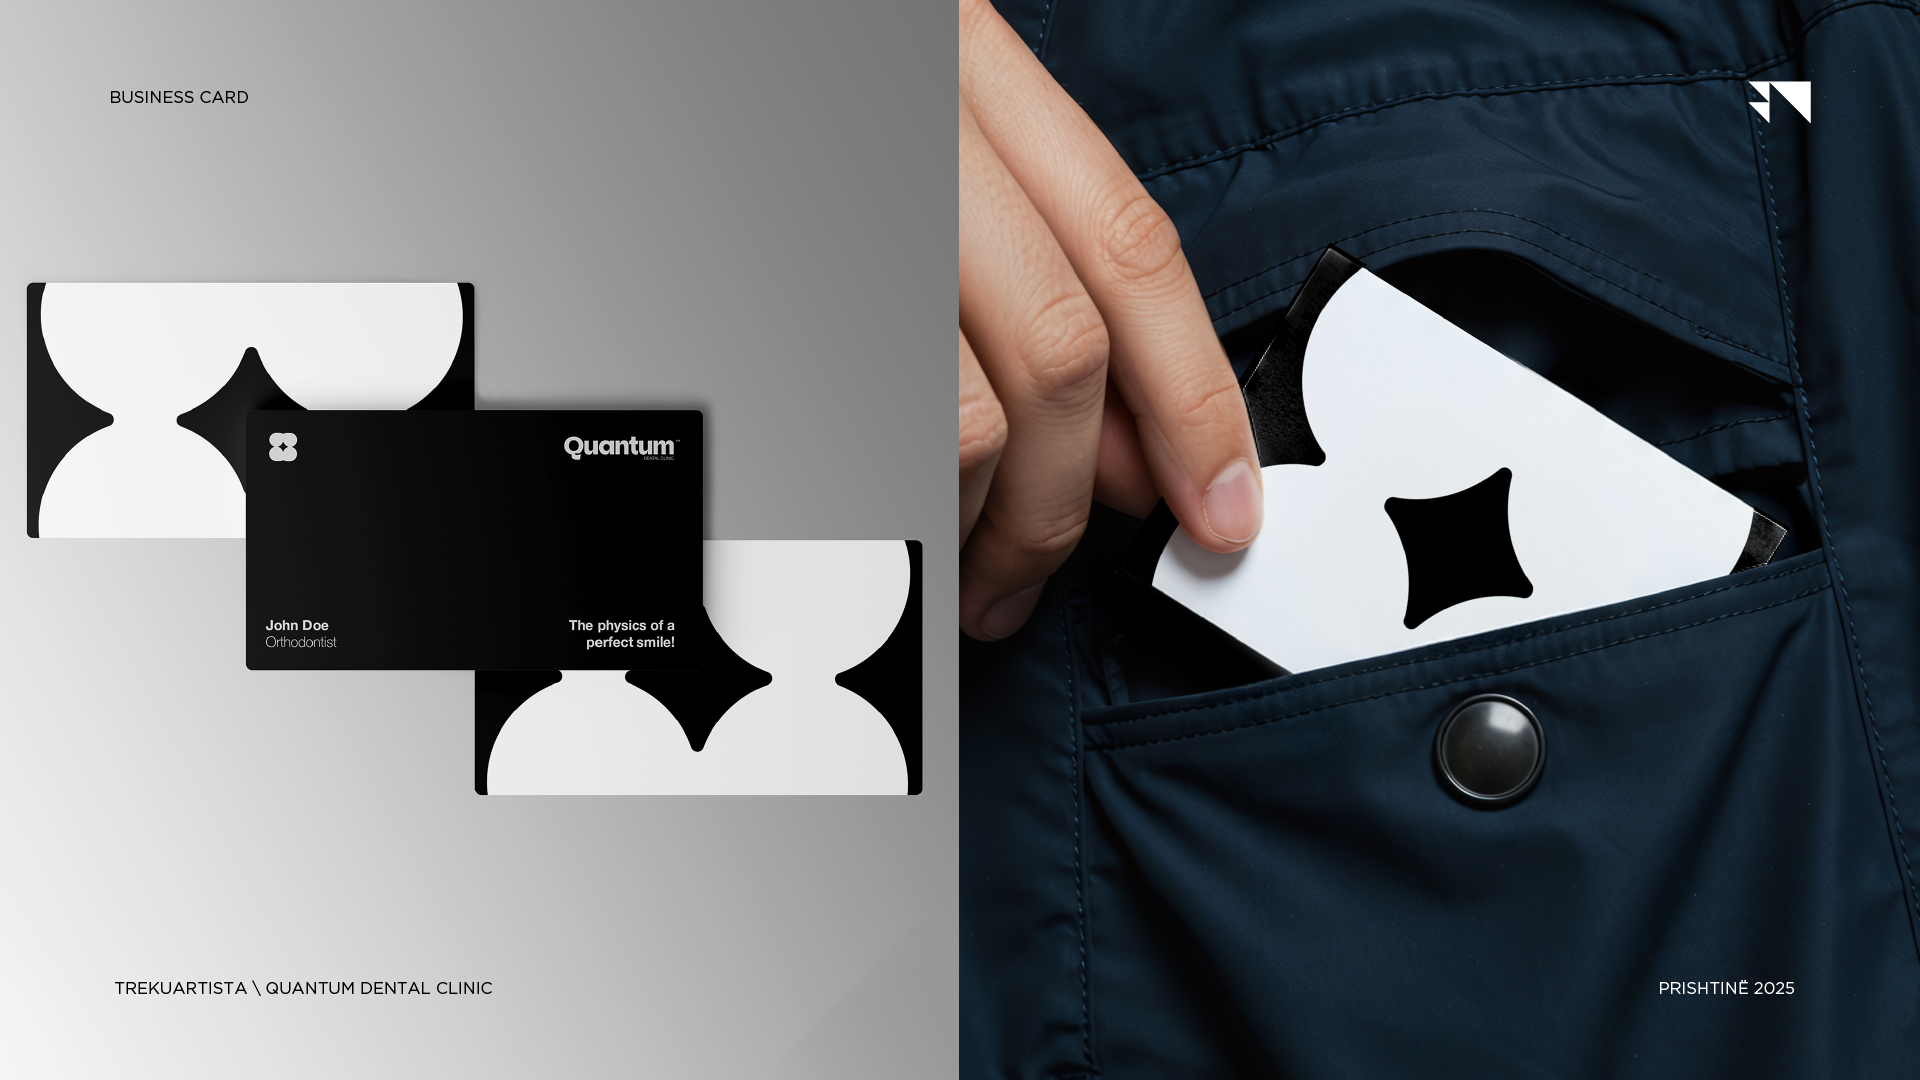 BUSINESS CARD
Quantum™
DENTAL CLINIC
John Doe
Orthodontist
The physics of a
perfect smile!
TREKUARTISTA \ QUANTUM DENTAL CLINIC
PRISHTINË 2025